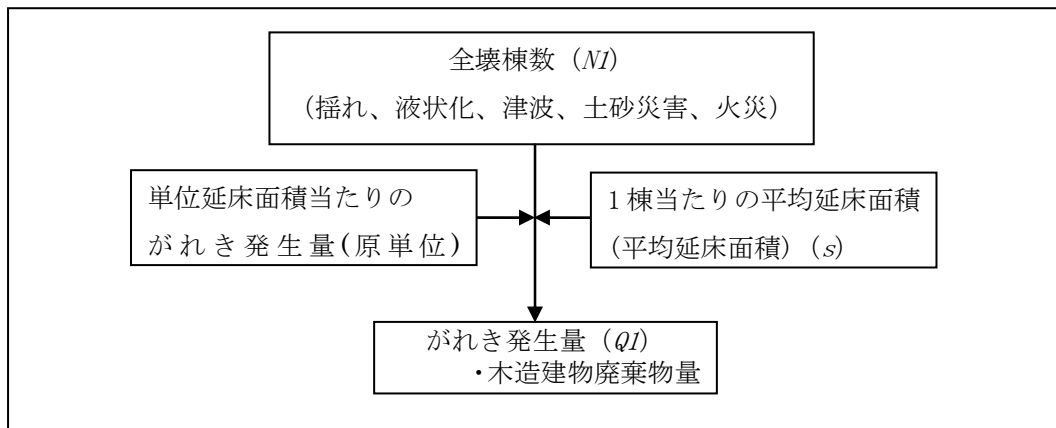 全壊棟数（N1）
（揺れ、液状化、津波、土砂災害、火災）
単位延床面積当たりの
がれき発生量(原単位)
１棟当たりの平均延床面積
(平均延床面積)（s）
がれき発生量（Q1）
・木造建物廃棄物量